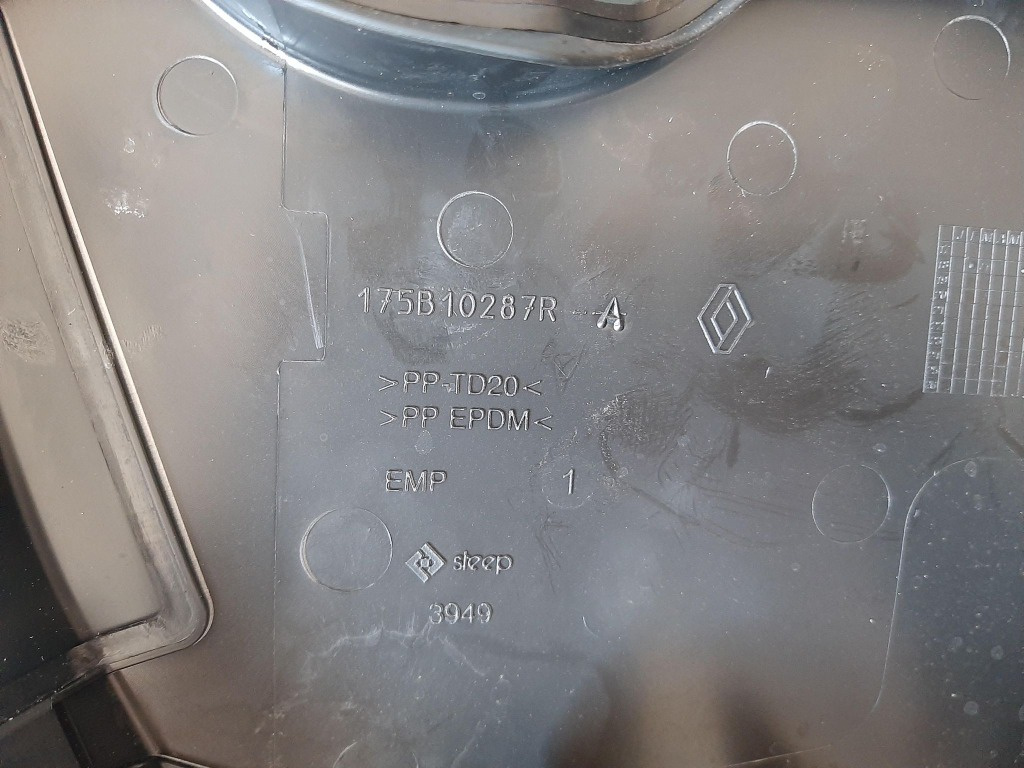 175B10287R --- A
>PP-TD20<
>PP EPDM<
EMP 1
steep
3949